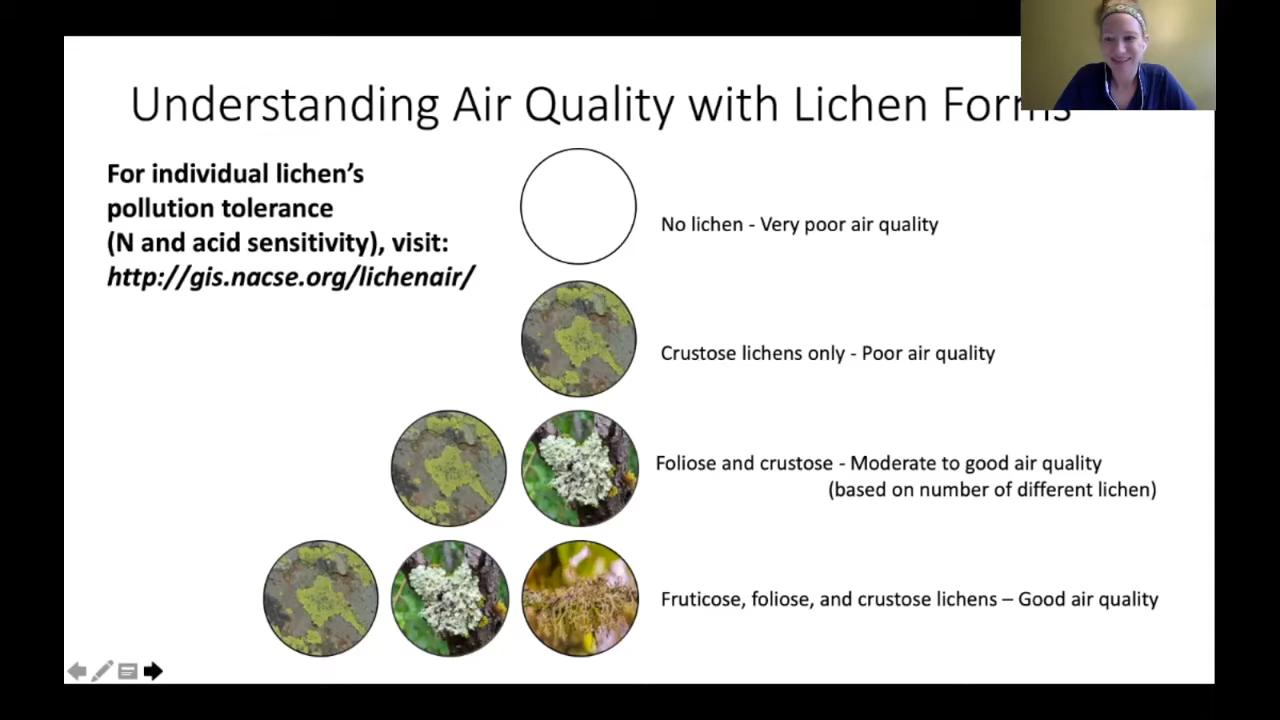 Understanding Air Quality with Lichen Forms
For individual lichen's
pollution tolerance
(N and acid sensitivity), visit:
http://gis.nacse.org/lichenair/
No lichen - Very poor air quality
Crustose lichens only - Poor air quality
Foliose and crustose - Moderate to good air quality
(based on number of different lichen)
Fruticose, foliose, and crustose lichens – Good air quality